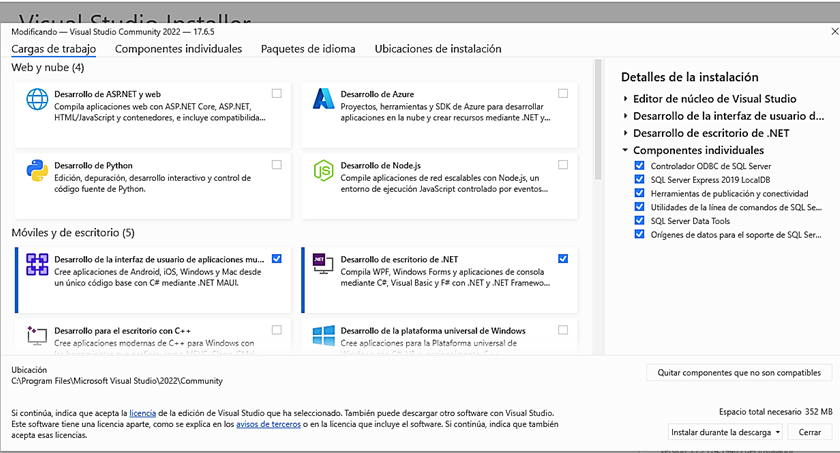 Visual Studio Installer
Modificando — Visual Studio Community 2022 — 17.6.5
Cargas de trabajo Componentes individuales Paquetes de idioma Ubicaciones de instalación
Web y nube (4)
Desarrollo de ASP.NET y web
Compila aplicaciones web con ASP.NET Core, ASP.NET,
HTML/JavaScript y contenedores, e incluye compatibilida...
Desarrollo de Azure
Proyectos, herramientas y SDK de Azure para desarrollar
aplicaciones en la nube y crear recursos mediante .NET y...
Desarrollo de Python
Edición, depuración, desarrollo interactivo y control de
código fuente de Python.
Desarrollo de Node.js
Compile aplicaciones de red escalables con Node.js, un
entorno de ejecución JavaScript controlado por eventos...
Móviles y de escritorio (5)
Desarrollo de la interfaz de usuario de aplicaciones mu...
Cree aplicaciones de Android, iOS, Windows y Mac desde
un único código base con C# mediante .NET MAUI.
.NET
Desarrollo de escritorio de .NET
Compila WPF, Windows Forms y aplicaciones de consola
mediante C#, Visual Basic y F# con .NET y .NET Framewo...
Desarrollo para el escritorio con C++
Cree aplicaciones modernas de C++ para Windows con
Desarrollo de la plataforma universal de Windows
Cree aplicaciones para la Plataforma universal de
Detalles de la instalación
Editor de núcleo de Visual Studio
Desarrollo de la interfaz de usuario d...
Desarrollo de escritorio de .NET
Componentes individuales
Controlador ODBC de SQL Server
SQL Server Express 2019 LocalDB
Herramientas de publicación y conectividad
Utilidades de la línea de comandos de SQL Se...
SQL Server Data Tools
Orígenes de datos para el soporte de SQL Ser...
Ubicación
C:\Program Files\Microsoft Visual Studio\2022\Community
Quitar componentes que no son compatibles
Si continúa, indica que acepta la licencia de la edición de Visual Studio que ha seleccionado. También puede descargar otro software con Visual Studio.
Este software tiene una licencia aparte, como se explica en los avisos de terceros o en la licencia que incluye el software. Si continúa, indica que también
acepta esas licencias.
Espacio total necesario 352 MB
Instalar durante la descarga Cerrar